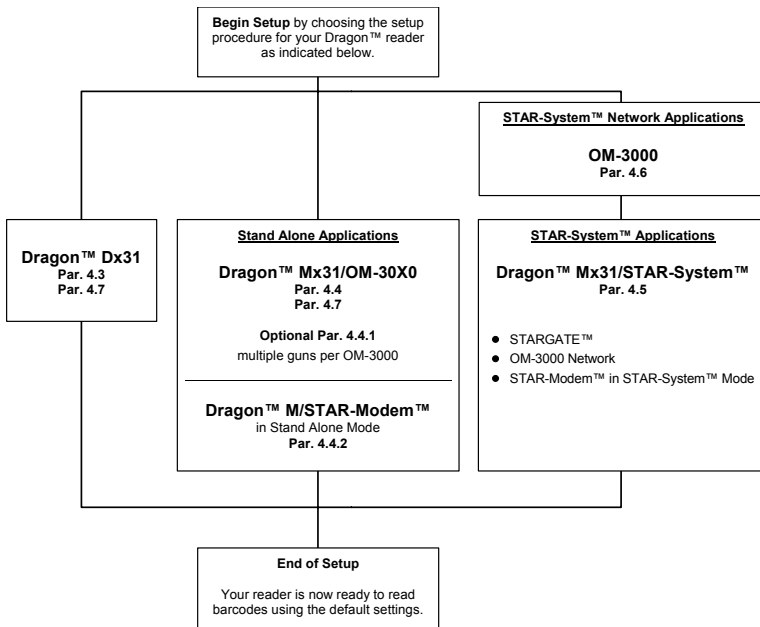 Begin Setup by choosing the setup
procedure for your Dragon™ reader
as indicated below.
STAR-System™ Network Applications
OM-3000
Par. 4.6
Dragon™ Dx31
Par. 4.3
Par. 4.7
Stand Alone Applications
Dragon™ Mx31/OM-30X0
Par. 4.4
Par. 4.7
Optional Par. 4.4.1
multiple guns per OM-3000
Dragon™ M/STAR-Modem™
in Stand Alone Mode
Par. 4.4.2
STAR-System™ Applications
Dragon™ Mx31/STAR-System™
Par. 4.5
● STARGATE™
● OM-3000 Network
● STAR-Modem™ in STAR-System™ Mode
End of Setup
Your reader is now ready to read
barcodes using the default settings.